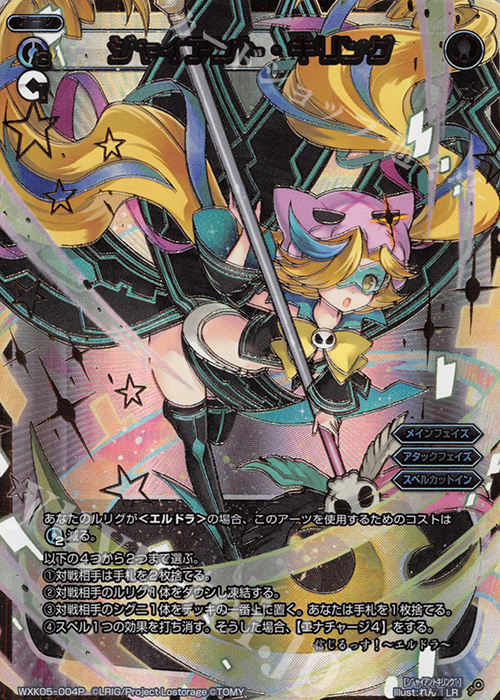 ジャイアント・キリング
メインフェイズ
アタックフェイズ
スペルカットイン
あなたのルリグが<エルドラ>の場合、このアーツを使用するためのコストは
2減る。
以下の4つから2つまで選ぶ。
①対戦相手は手札を2枚捨てる。
②対戦相手のルリグ1体をダウンし凍結する。
③対戦相手のシグニ1体をデッキの一番上に置く。あなたは手札を1枚捨てる。
④スペル1つの効果を打ち消す。そうした場合、【エナチャージ4】をする。
信じるっす!~エルドラ~
[ジャイアントキリング]
WXK05-004P ©LRIG/Project Lostorage ©TOMY Illust:れん LR